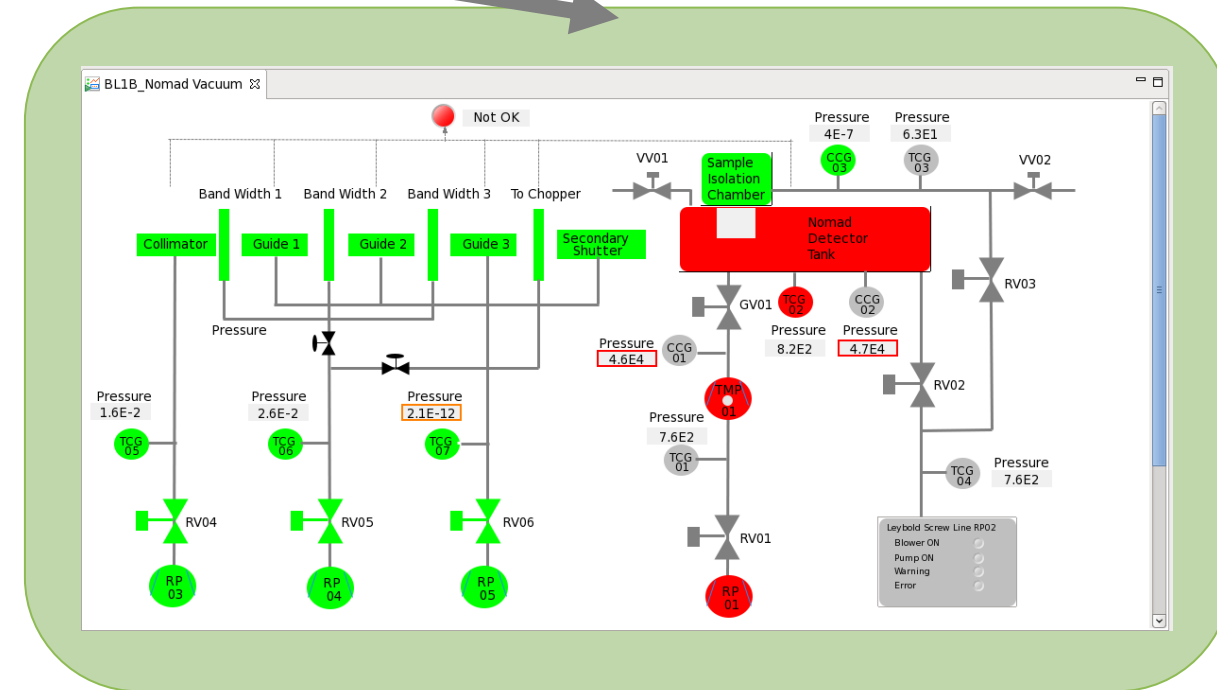 BL1B_Nomad Vacuum
Not OK
Pressure
4E-7
Pressure
6.3E1
CCG
03
TCG
03
VV01
VV02
Sample
Isolation
Chamber
Band Width 1
Band Width 2
Band Width 3
To Chopper
Collimator
Guide 1
Guide 2
Guide 3
Secondary
Shutter
Nomad
Detector
Tank
RV03
GV01
TCG
02
CCG
02
Pressure
8.2E2
Pressure
4.7E4
Pressure
Pressure
4.6E4
CCG
01
RV02
TMP
01
Pressure
1.6E-2
Pressure
2.6E-2
Pressure
2.1E-12
Pressure
7.6E2
TCG
05
TCG
06
TCG
07
TCG
01
TCG
04
Pressure
7.6E2
RV04
RV05
RV06
RV01
Leybold Screw Line RP02
Blower ON
Pump ON
Warning
Error
RP
03
RP
04
RP
05
RP
01